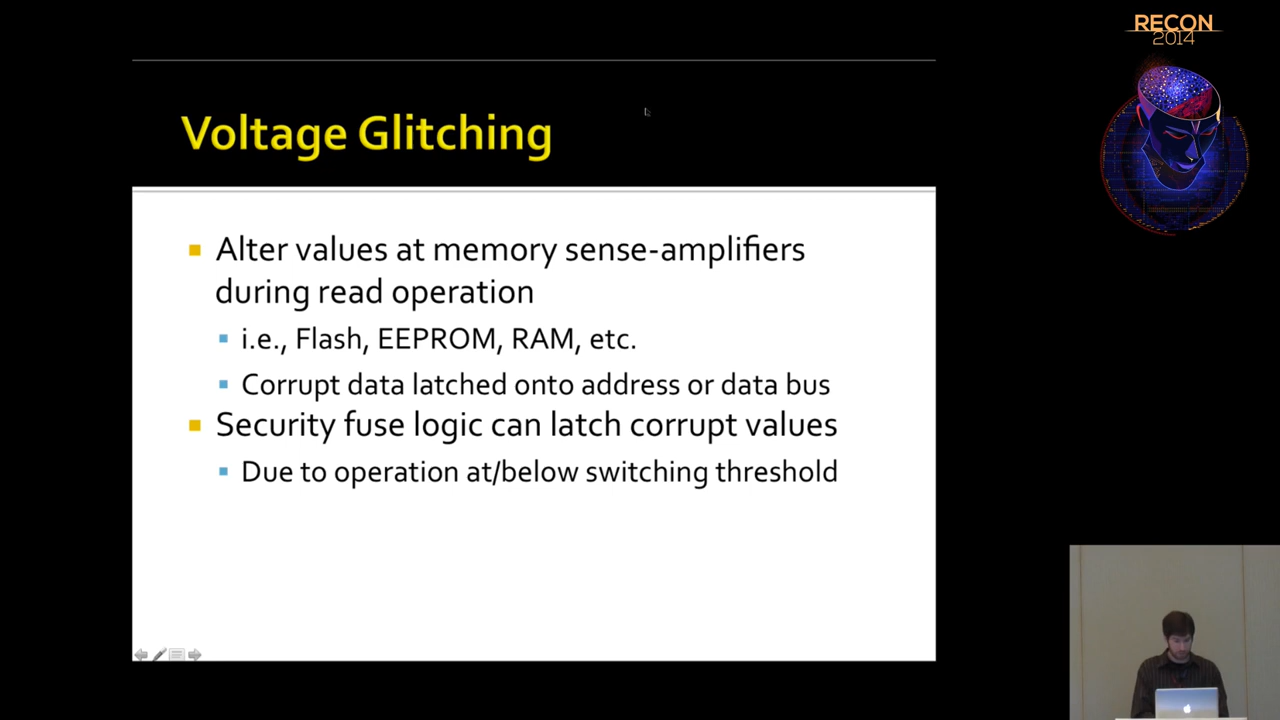 RECON
2014
Voltage Glitching
Alter values at memory sense-amplifiers
during read operation
i.e., Flash, EEPROM, RAM, etc.
Corrupt data latched onto address or data bus
Security fuse logic can latch corrupt values
Due to operation at/below switching threshold